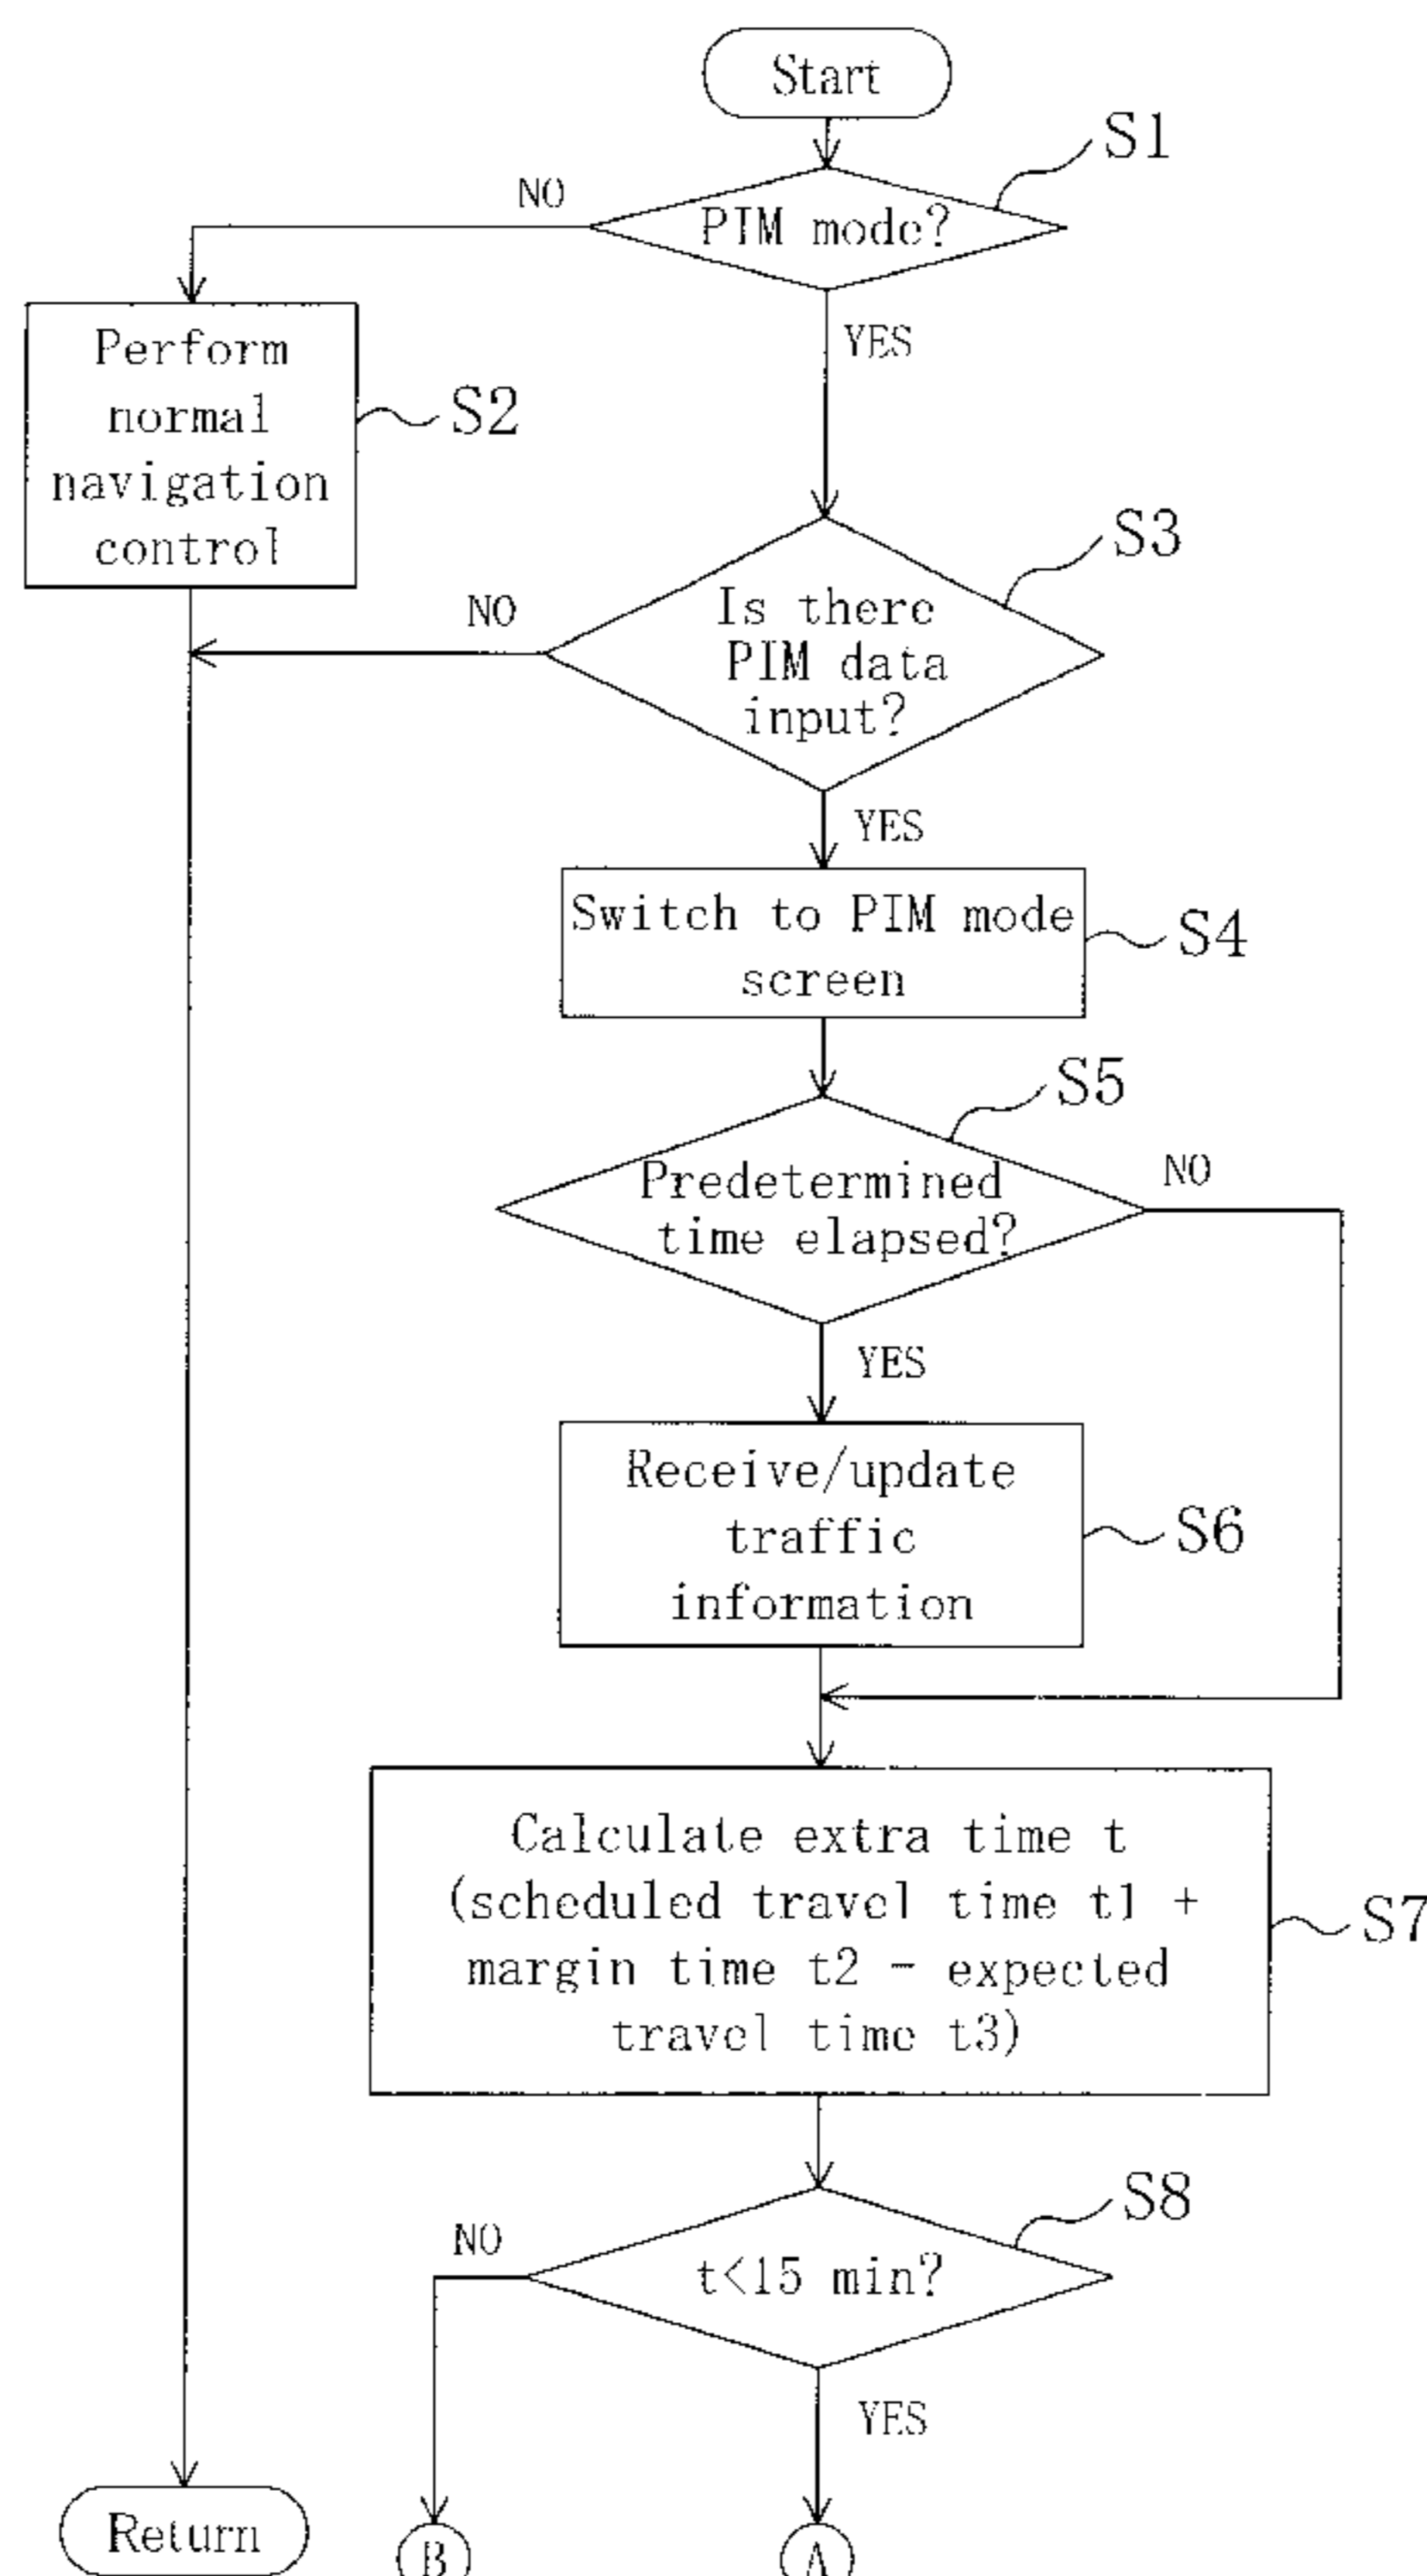 Start
S1
NO
PIM mode?
YES
Perform
normal
navigation
control
S2
S3
NO
Is there
PIM data
input?
YES
Switch to PIM mode
screen
S4
S5
Predetermined
time elapsed?
NO
YES
Receive/update
traffic
information
S6
Calculate extra time t
(scheduled travel time t1 +
margin time t2 - expected
travel time t3)
S7
S8
NO
t<15 min?
YES
Return
B
A